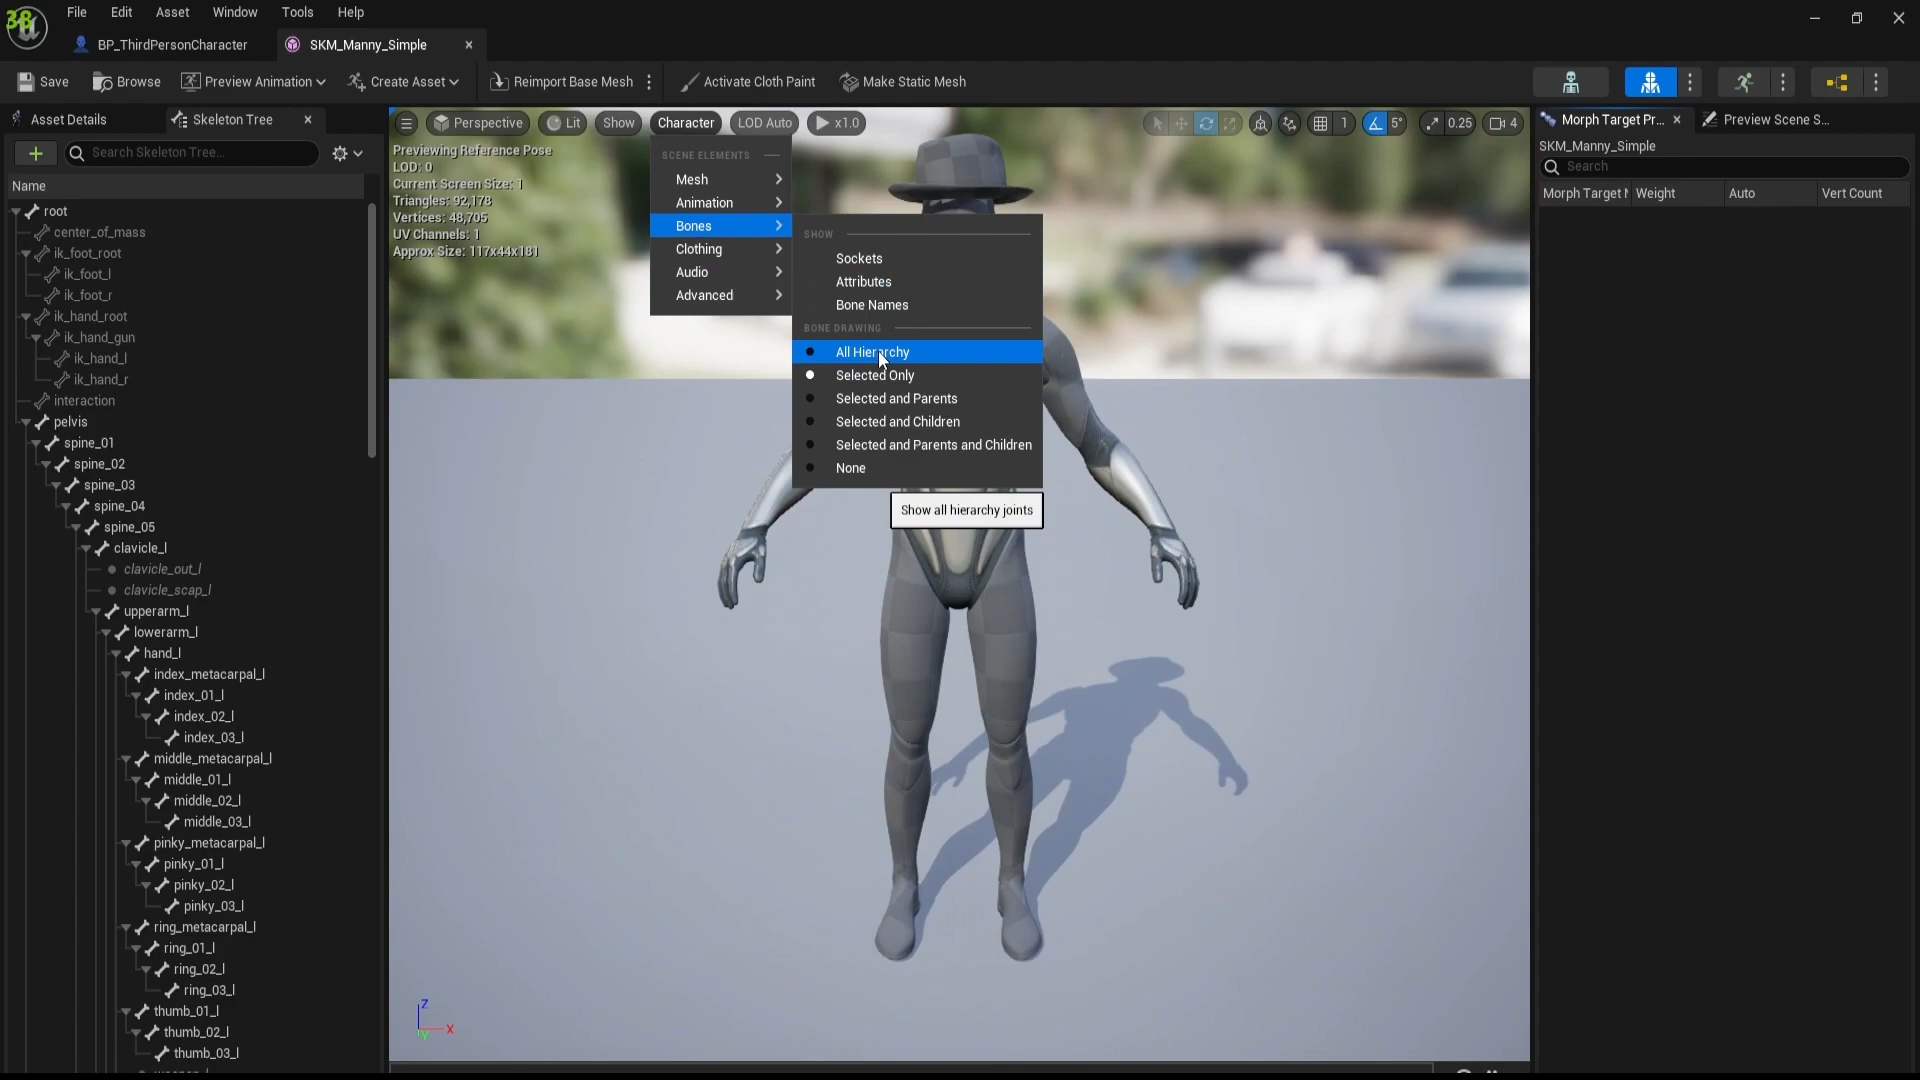 38
File Edit Asset Window Tools Help
BP_ThirdPersonCharacter
SKM_Manny_Simple
Save Browse Preview Animation Create Asset Reimport Base Mesh Activate Cloth Paint Make Static Mesh
Asset Details
Skeleton Tree
Search Skeleton Tree...
Name
root
center_of_mass
ik_foot_root
ik_foot_l
ik_foot_r
ik_hand_root
ik_hand_gun
ik_hand_l
ik_hand_r
interaction
pelvis
spine_01
spine_02
spine_03
spine_04
spine_05
clavicle_l
clavicle_out_l
clavicle_scap_l
upperarm_l
lowerarm_l
hand_l
index_metacarpal_l
index_01_l
index_02_l
index_03_l
middle_metacarpal_l
middle_01_l
middle_02_l
middle_03_l
pinky_metacarpal_l
pinky_01_l
pinky_02_l
pinky_03_l
ring_metacarpal_l
ring_01_l
ring_02_l
ring_03_l
thumb_01_l
thumb_02_l
thumb_03_l
Perspective Lit Show Character LOD Auto x1.0 1 5° 0.25 4
Previewing Reference Pose
LOD: 0
Current Screen Size: 1
Triangles: 92,178
Vertices: 48,705
UV Channels: 1
Approx Size: 117x44x181
SCENE ELEMENTS
Mesh
Animation
Bones
Clothing
Audio
Advanced
SHOW
Sockets
Attributes
Bone Names
BONE DRAWING
All Hierarchy
Selected Only
Selected and Parents
Selected and Children
Selected and Parents and Children
None
Show all hierarchy joints
Z
X
Y
Morph Target Pr...
Preview Scene S...
SKM_Manny_Simple
Search
Morph Target N Weight Auto Vert Count